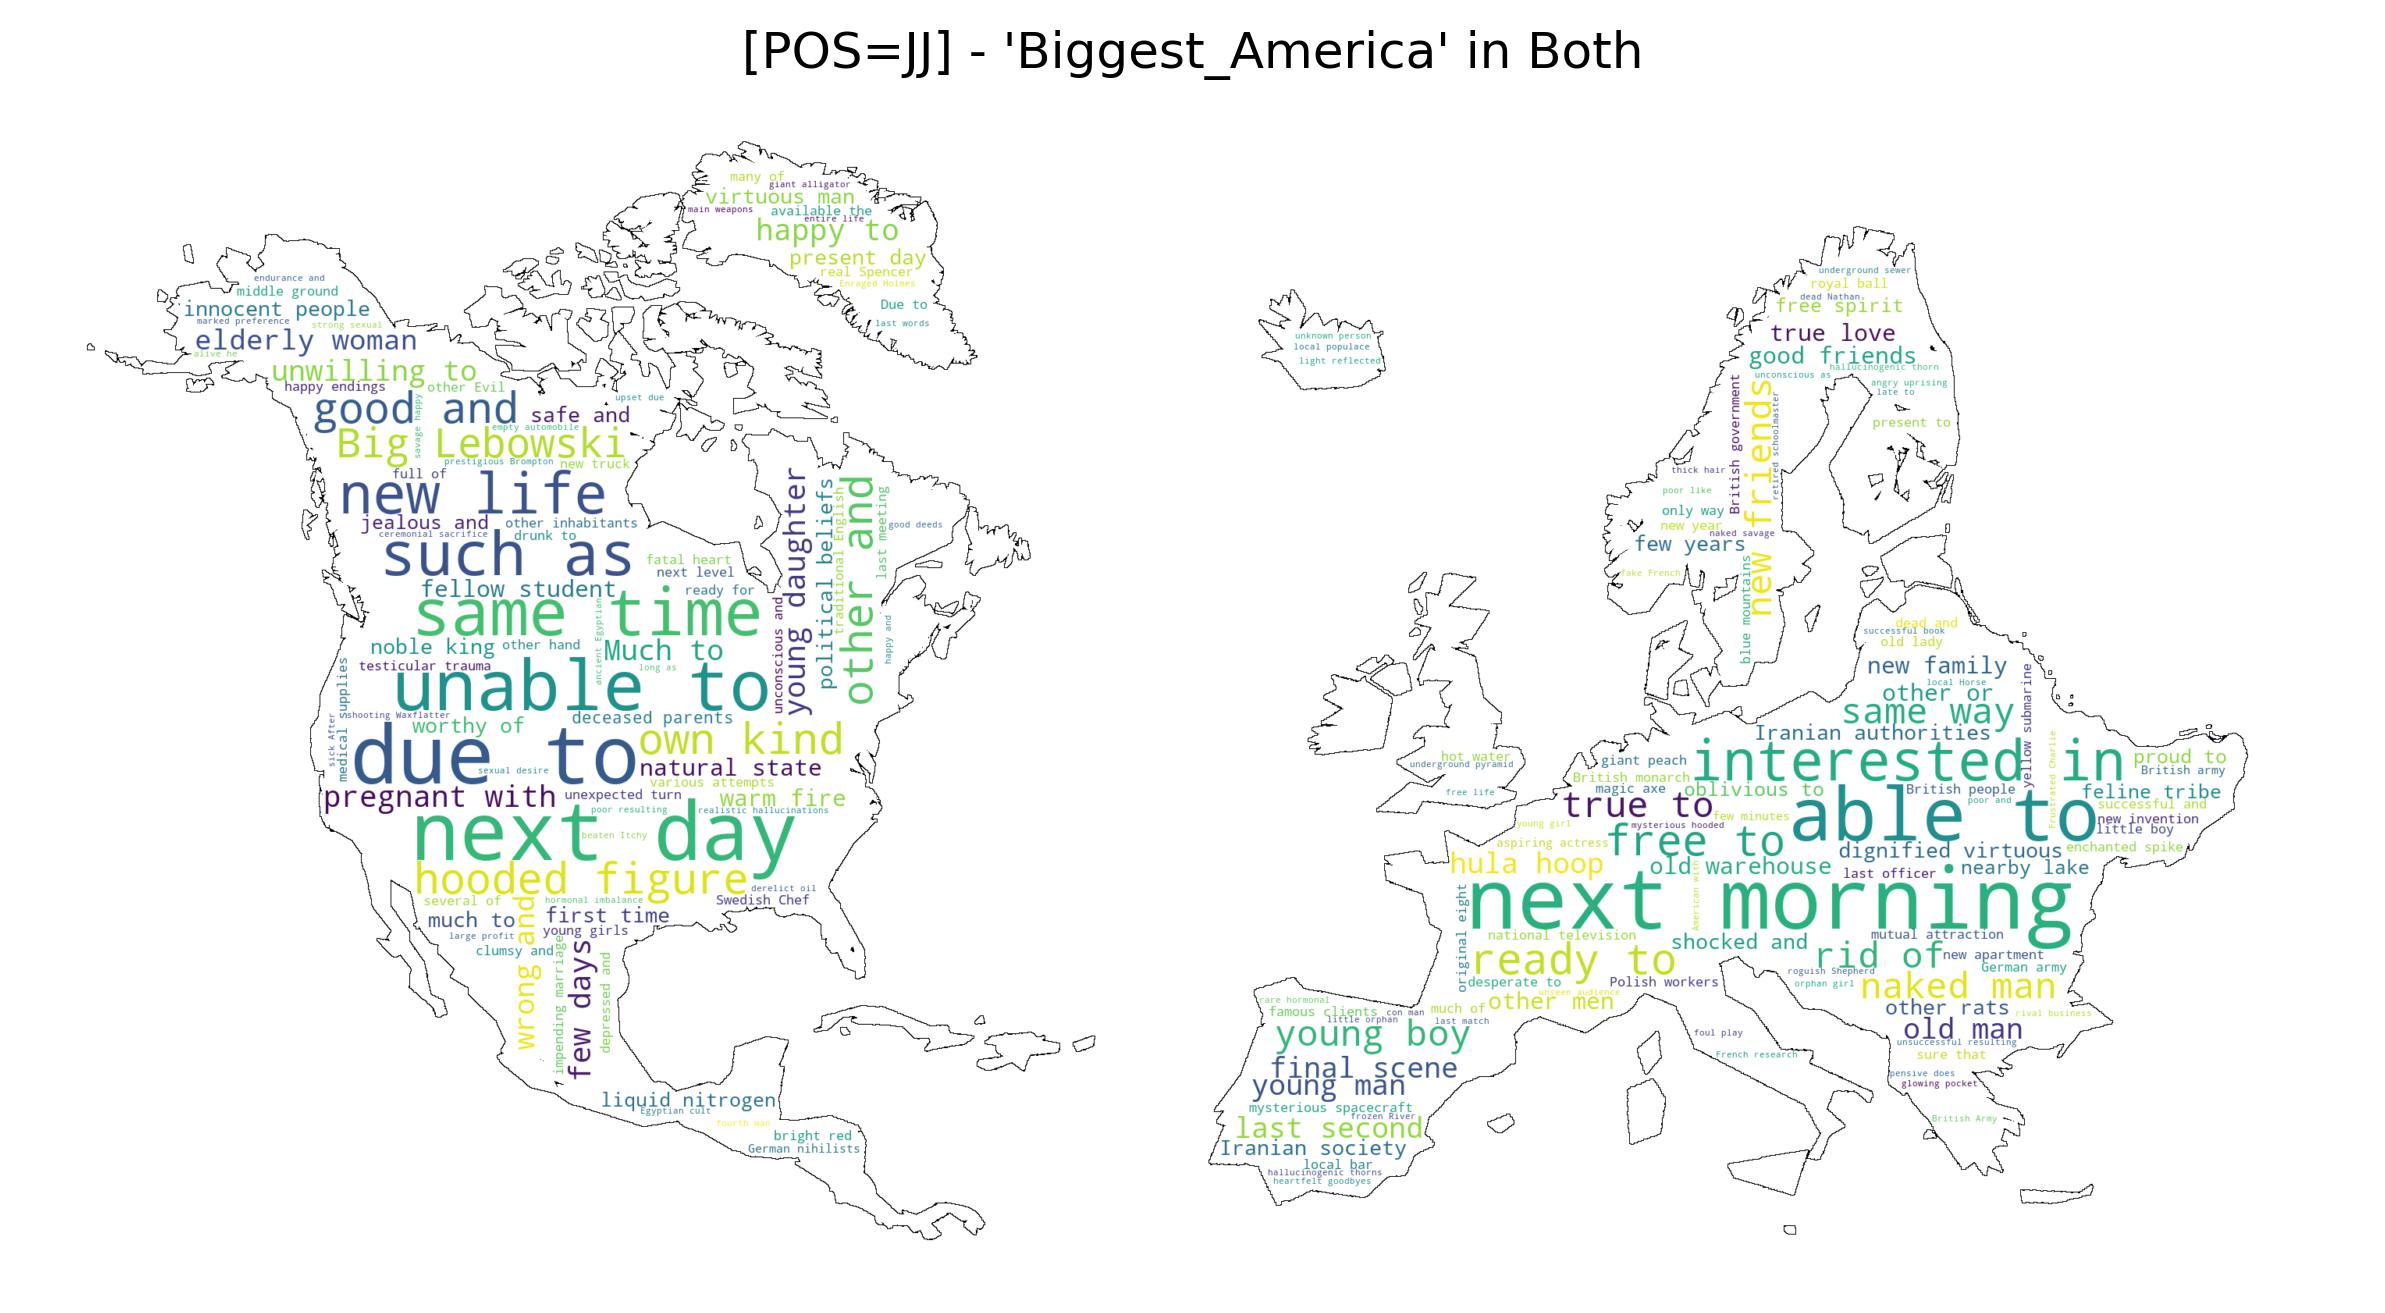 [POS=JJ] - 'Biggest_America' in Both
many of
giant alligator
virtuous man
main weapons
available the
entire life
happy to
present day
real Spencer
Enraged Holmes
Due to
last words
endurance and
middle ground
innocent people
marked preference
strong sexual
elderly woman
alive he
unwilling to
happy endings
other Evil
savage happy
upset due
good and
safe and
empty automobile
Big Lebowski
prestigious Brompton
new truck
full of
new life
jealous and
other inhabitants
ceremonial sacrifice
drunk to
such as
fatal heart
next level
fellow student
ready for
same time
ancient Egyptian
noble king
other hand
Much to
testicular trauma
long as
unable to
young daughter
political beliefs
traditional English
other and
last meeting
good deeds
unconscious and
happy and
medical supplies
sick After
shooting Waxflatter
worthy of
deceased parents
due to
own kind
sexual desire
natural state
various attempts
pregnant with
unexpected turn
warm fire
poor resulting
realistic hallucinations
next day
beaten Itchy
hooded figure
derelict oil
several of
hormonal imbalance
Swedish Chef
much to
wrong and
first time
large profit
young girls
clumsy and
impending marriage
few days
depressed and
liquid nitrogen
Egyptian cult
fourth man
bright red
German nihilists
unknown person
local populace
light reflected
underground sewer
royal ball
dead Nathan
free spirit
true love
good friends
hallucinogenic thorn
unconscious as
angry uprising
late to
British government
new friends
retired schoolmaster
present to
thick hair
poor like
only way
new year
naked savage
few years
fake French
blue mountains
dead and
successful book
old lady
new family
local Horse
other or
yellow submarine
same way
Iranian authorities
hot water
underground pyramid
free life
giant peach
interested in
proud to
British monarch
British army
magic axe
oblivious to
British people
feline tribe
true to
poor and
able to
Frustrated Charlie
successful and
few minutes
new invention
young girl
mysterious hooded
little boy
aspiring actress
free to
dignified virtuous
enchanted spike
hula hoop
old warehouse
American with
last officer
nearby lake
original eight
next morning
national television
shocked and
mutual attraction
ready to
rid of
new apartment
roguish Shepherd
German army
desperate to
Polish workers
orphan girl
naked man
unseen audience
other men
rare hormonal
famous clients
con man
much of
little orphan
last match
other rats
rival business
young boy
foul play
old man
unsuccessful resulting
final scene
French research
sure that
young man
pensive does
glowing pocket
mysterious spacecraft
frozen River
last second
British Army
Iranian society
local bar
hallucinogenic thorns
heartfelt goodbyes